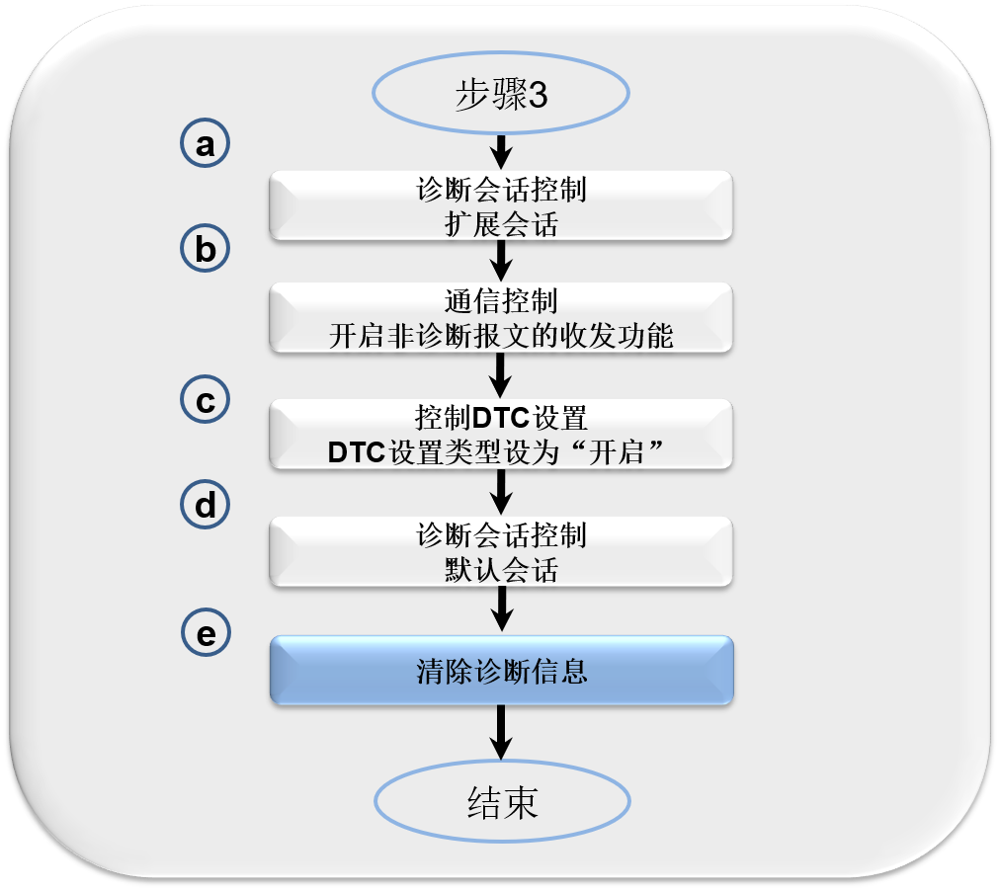 步骤3
a
诊断会话控制
扩展会话
b
通信控制
开启非诊断报文的收发功能
c
控制DTC设置
DTC设置类型设为“开启”
d
诊断会话控制
默认会话
e
清除诊断信息
结束